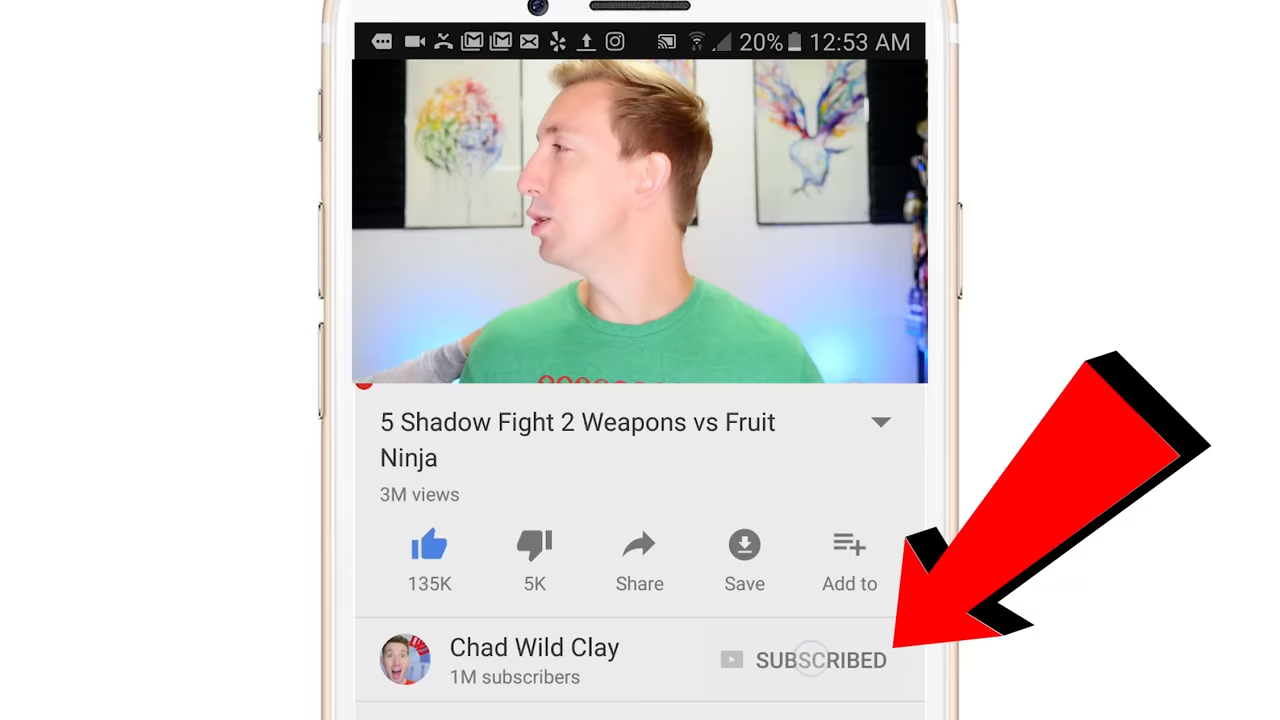 20% 12:53 AM
5 Shadow Fight 2 Weapons vs Fruit
Ninja
3M views
135K 5K Share Save Add to
Chad Wild Clay
SUBSCRIBED
1M subscribers